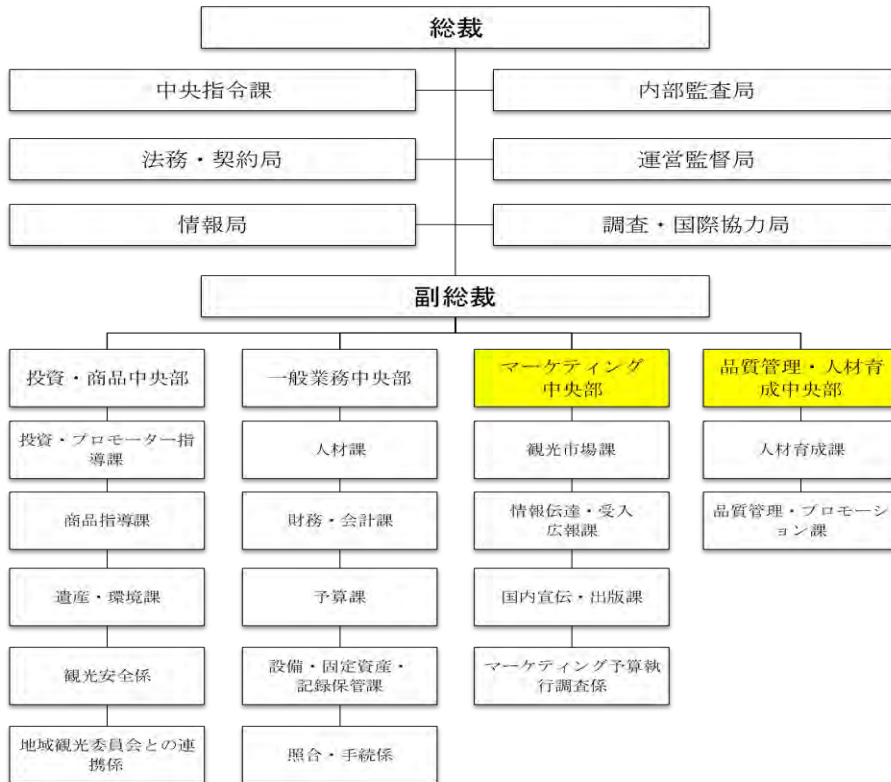 総裁
中央指令課
内部監査局
法務・契約局
運営監督局
情報局
調査・国際協力局
副総裁
投資・商品中央部
一般業務中央部
マーケティング
中央部
品質管理・人材育
成中央部
投資・プロモーター指
導課
人材課
観光市場課
人材育成課
商品指導課
財務・会計課
情報伝達・受入
広報課
品質管理・プロモーシ
ョン課
遺産・環境課
予算課
国内宣伝・出版課
観光安全係
設備・固定資産・
記録保管課
マーケティング予算執
行調査係
地域観光委員会との連
携係
照合・手続係